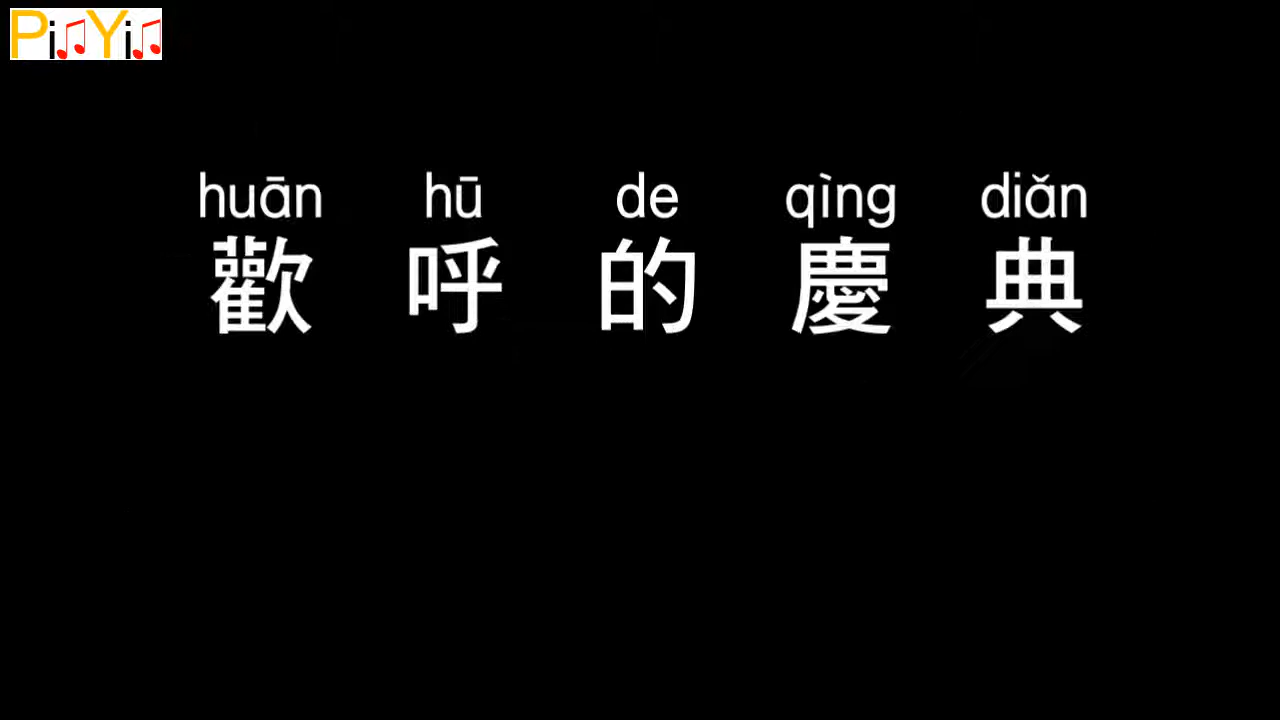 PinYin
huān hū de qìng diǎn
歡呼的慶典